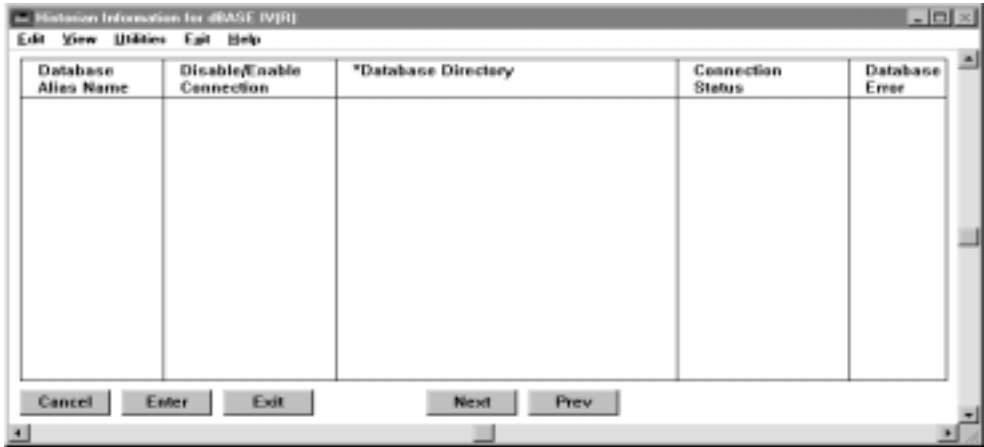 Historian Information for dBASE IV(R)
Edit View Utilities Exit Help
Database Alias Name
Disable/Enable Connection
*Database Directory
Connection Status
Database Error
Cancel Enter Exit Next Prev